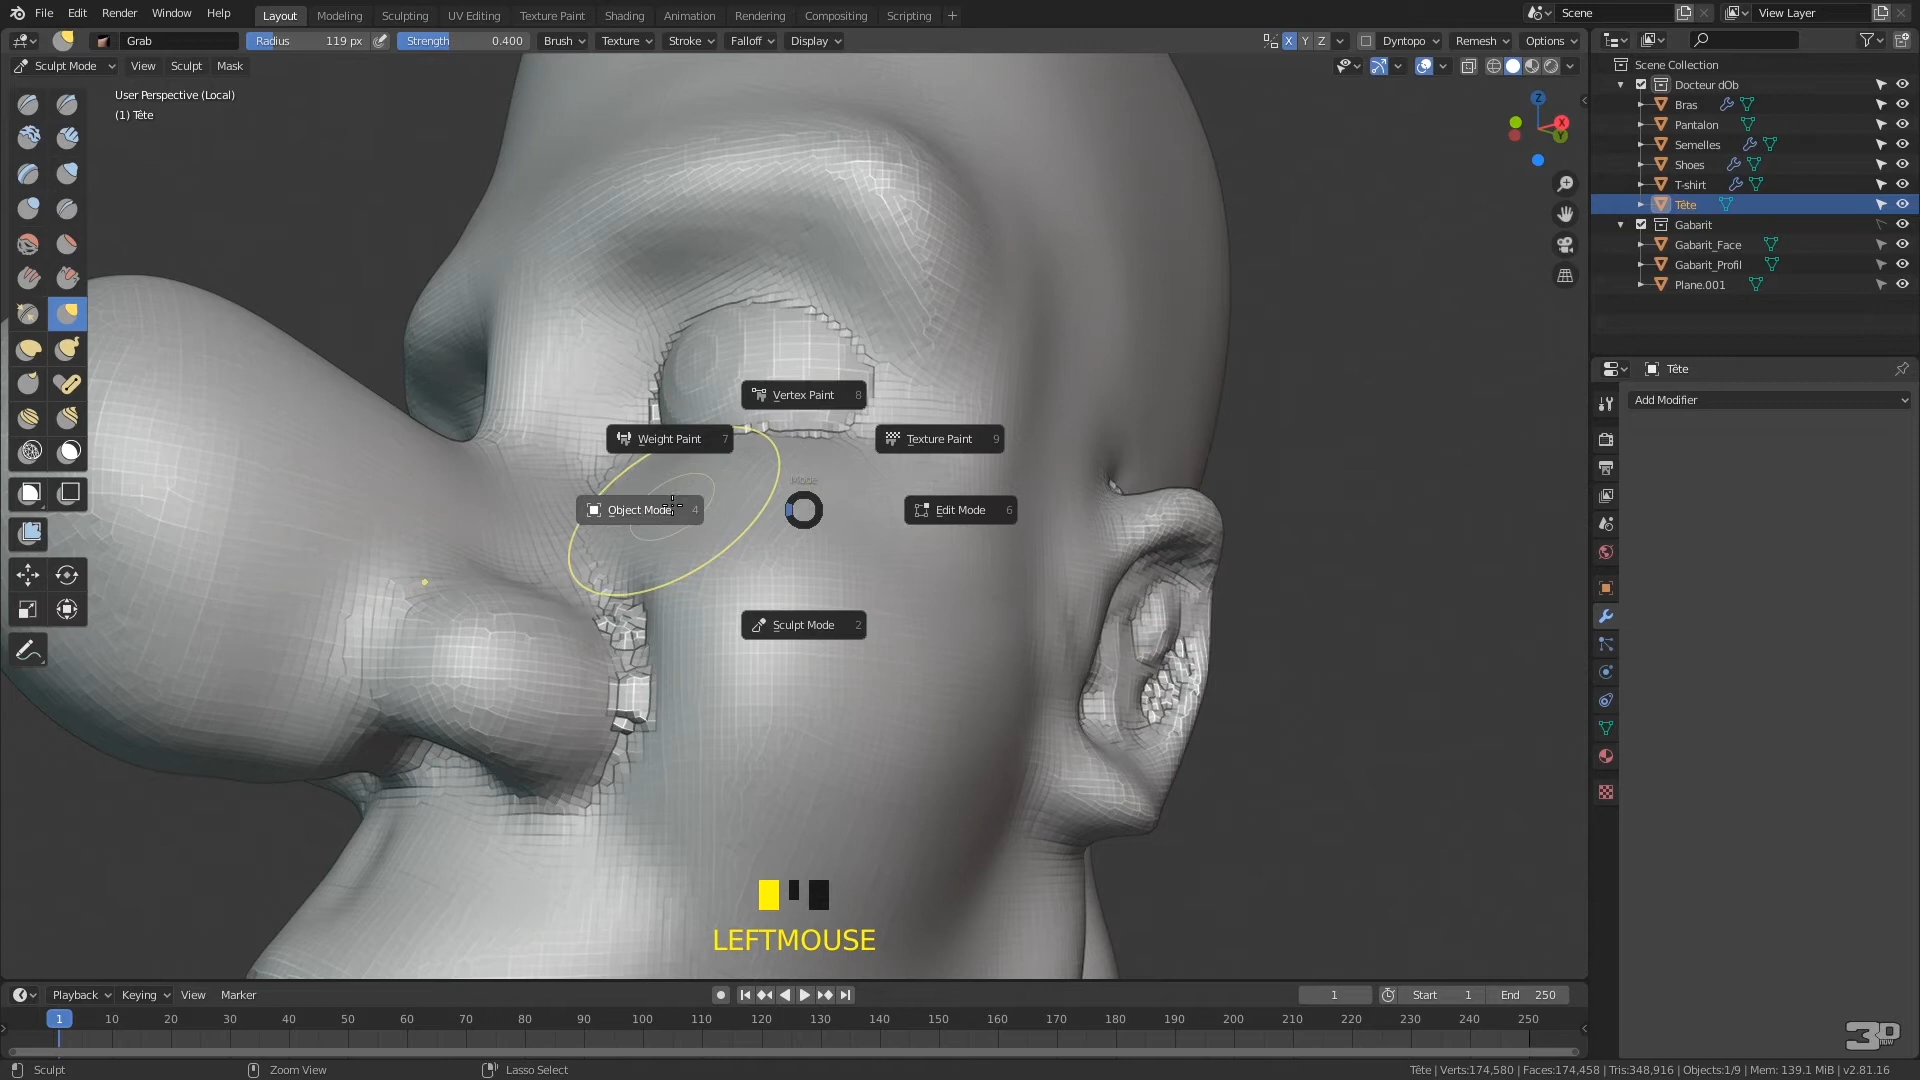 File Edit Render Window Help Layout Modeling Sculpting UV Editing Texture Paint Shading Animation Rendering Compositing Scripting Scene View Layer
Grab Radius 119 px Strength 0.400 Brush Texture Stroke Falloff Display X Y Z Dyntopo Remesh Options
Sculpt Mode View Sculpt Mask
User Perspective (Local)
(1) Tête
Scene Collection
Docteur dOb
Bras
Pantalon
Semelles
Shoes
T-shirt
Tête
Gabarit
Gabarit_Face
Gabarit_Profil
Plane.001
Tête
Add Modifier
Z
X
Y
Vertex Paint 8
Weight Paint 7
Texture Paint 9
Mode
Object Mode 4
Edit Mode 6
Sculpt Mode 2
LEFTMOUSE
Playback Keying View Marker 1 Start 1 End 250
1 10 20 30 40 50 60 70 80 90 100 110 120 130 140 150 160 170 180 190 200 210 220 230 240 250
3D
now
Sculpt Zoom View Lasso Select Tête | Verts:174,580 | Faces:174,458 | Tris:348,916 | Objects:1/9 | Mem: 139.1 MiB | v2.81.16